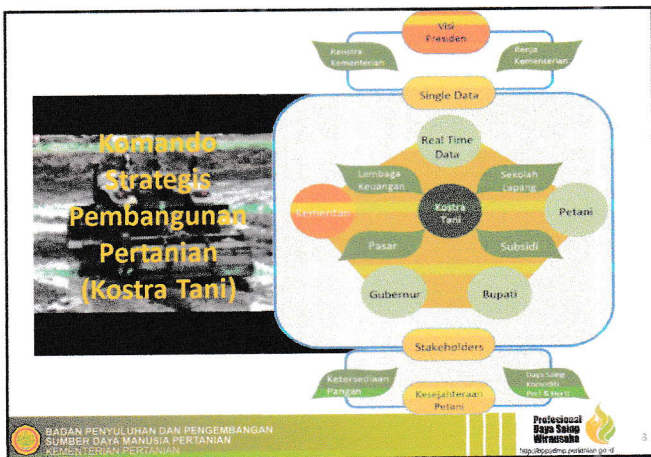 Visi
Presiden
Renstra
Kementerian
Renja
Kementerian
Single Data
Komando
Strategis
Pembangunan
Pertanian
(Kostra Tani)
Real Time
Data
Lembaga
Keuangan
Sekolah
Lapang
Kementan
Kostra
Tani
Petani
Pasar
Subsidi
Gubernur
Bupati
Stakeholders
Ketersediaan
Pangan
Kesejahteraan
Petani
Daya Saing
Komoditi
BADAN PENYULUHAN DAN PENGEMBANGAN
SUMBER DAYA MANUSIA PERTANIAN
KEMENTERIAN PERTANIAN
Profesional
Daya Saing
Wirausaha
3